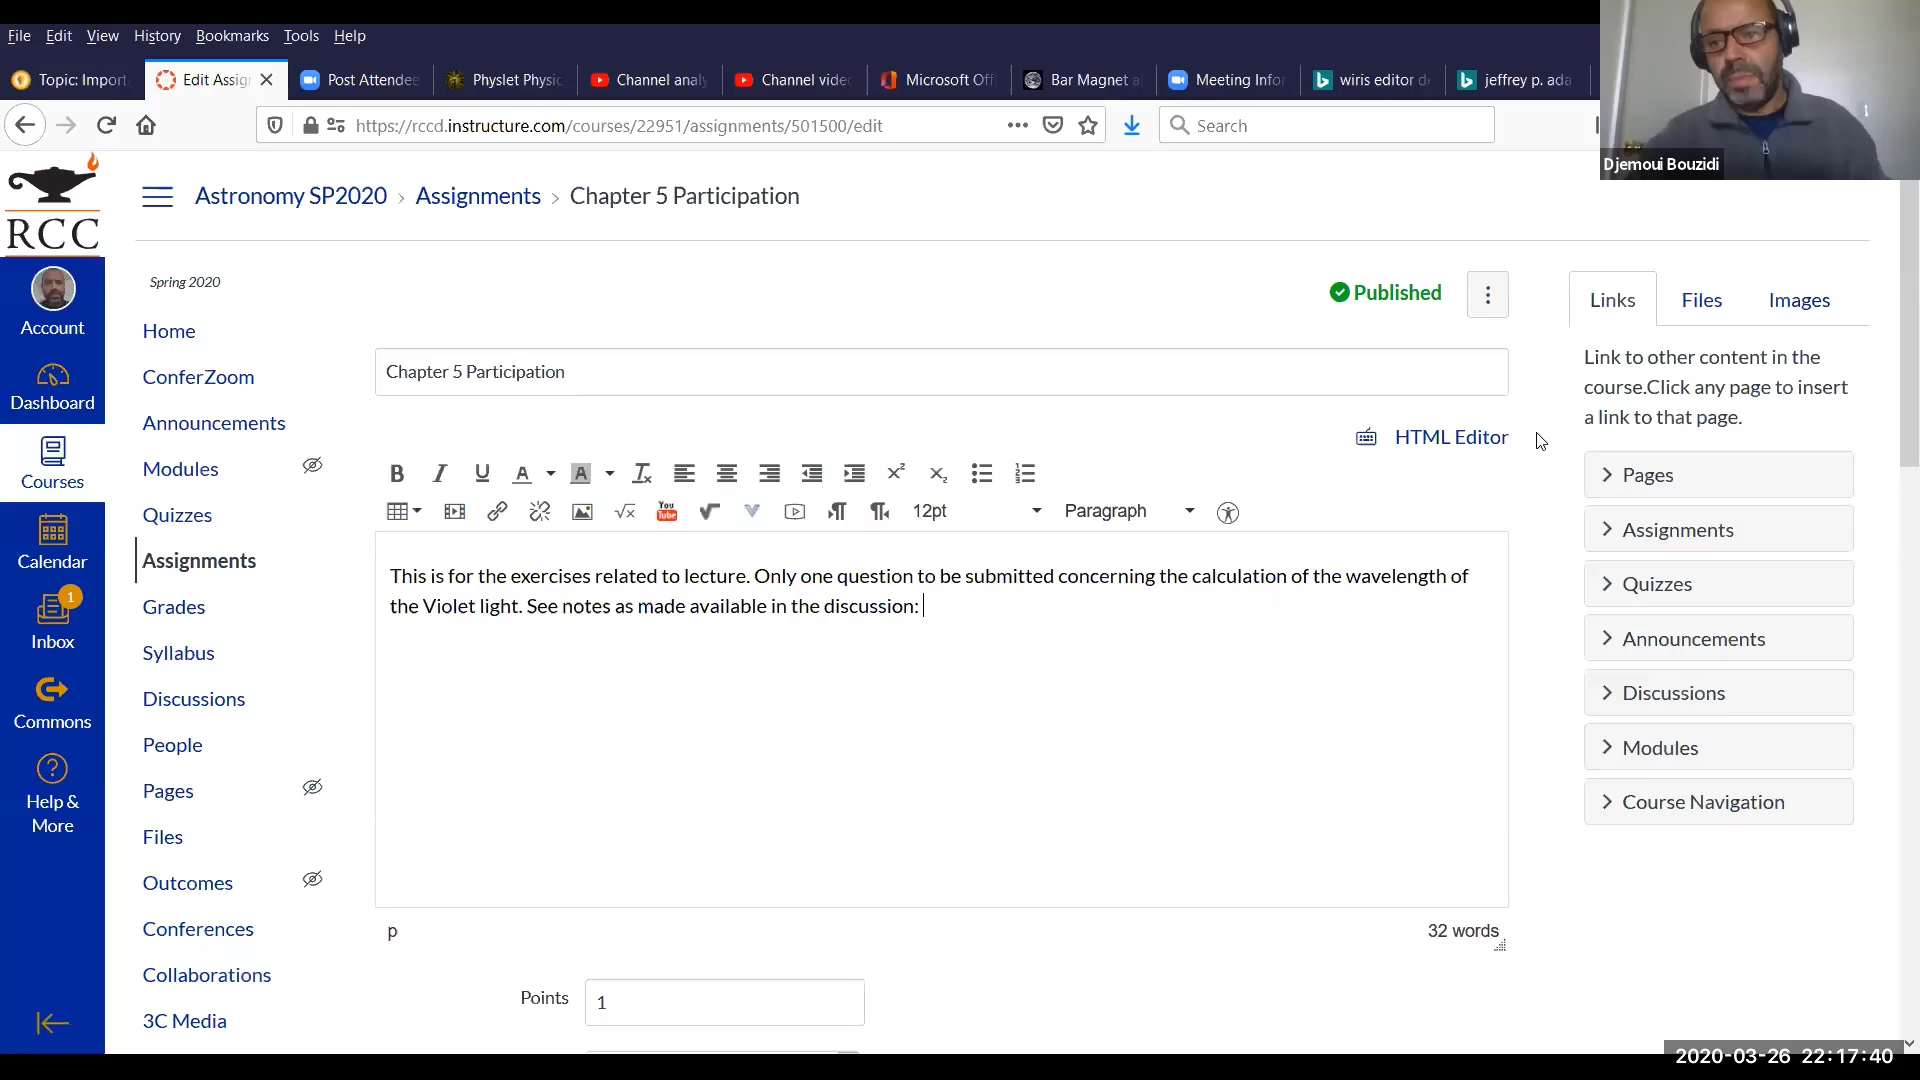 File Edit View History Bookmarks Tools Help
Topic: Import
Edit Assig
Post Attendee
Physlet Physic
Channel analy
Channel video
Microsoft Off
Bar Magnet a
Meeting Infor
wiris editor de
jeffrey p. ada
https://rccd.instructure.com/courses/22951/assignments/501500/edit
Search
Djemoui Bouzidi
RCC
Account
Dashboard
Courses
Calendar
1
Inbox
Commons
Help &
More
Astronomy SP2020 › Assignments › Chapter 5 Participation
Spring 2020
Home
ConferZoom
Announcements
Modules
Quizzes
Assignments
Grades
Syllabus
Discussions
People
Pages
Files
Outcomes
Conferences
Collaborations
3C Media
Published
Chapter 5 Participation
HTML Editor
12pt
Paragraph
This is for the exercises related to lecture. Only one question to be submitted concerning the calculation of the wavelength of
the Violet light. See notes as made available in the discussion:
p
32 words
Points
1
Links Files Images
Link to other content in the
course.Click any page to insert
a link to that page.
Pages
Assignments
Quizzes
Announcements
Discussions
Modules
Course Navigation
2020-03-26 22:17:40